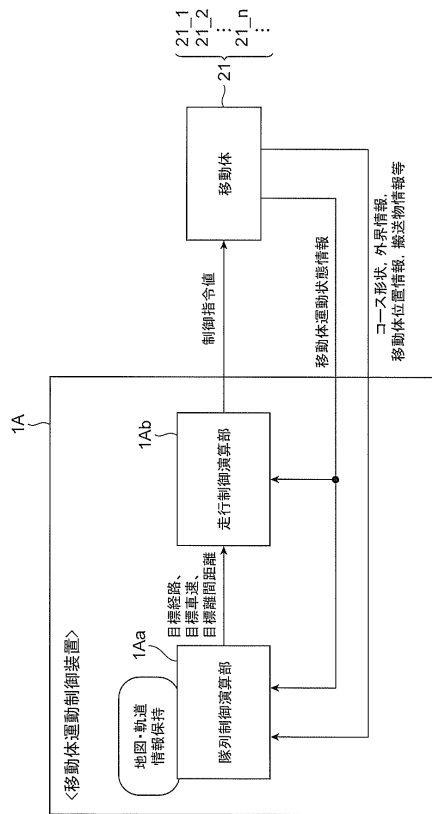 1A
<移動体運動制御装置>
地図・軌道
情報保持
1Aa
隊列制御演算部
目標経路、
目標車速、
目標離間距離
1Ab
走行制御演算部
制御指令値
移動体
21
21_1
21_2
⋮
21_n
⋮
移動体運動状態情報
コース形状, 外界情報,
移動体位置情報, 搬送物情報等